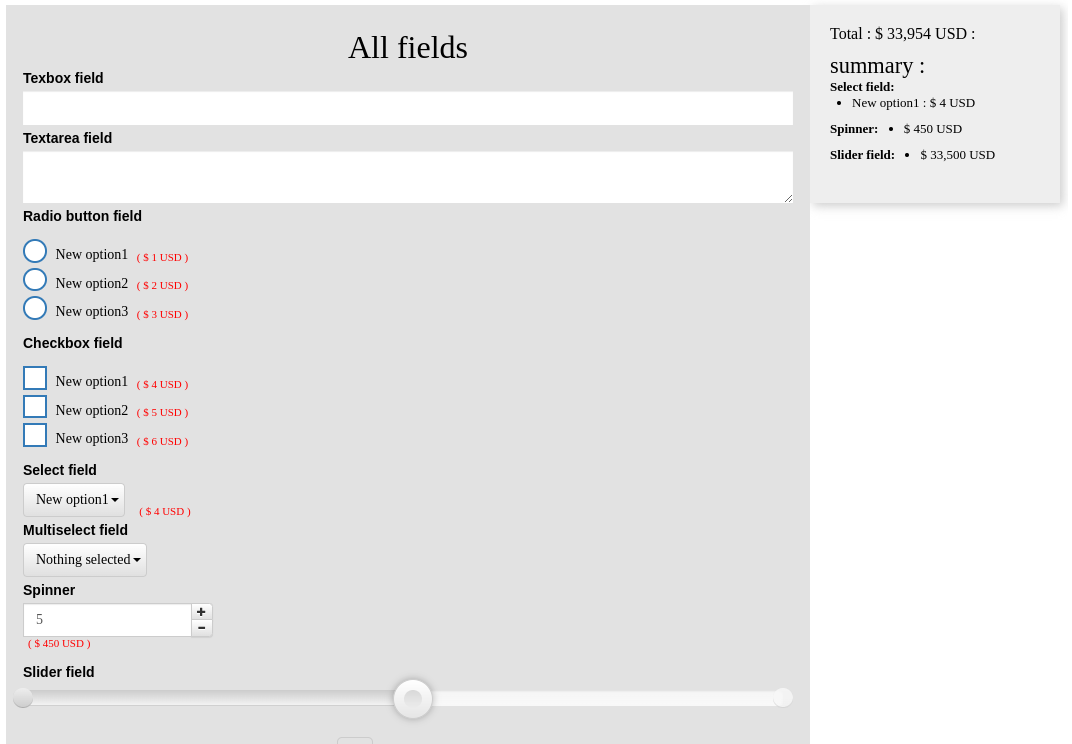 All fields
Texbox field
Textarea field
Radio button field
New option1 ( $ 1 USD )
New option2 ( $ 2 USD )
New option3 ( $ 3 USD )
Checkbox field
New option1 ( $ 4 USD )
New option2 ( $ 5 USD )
New option3 ( $ 6 USD )
Select field
New option1 ( $ 4 USD )
Multiselect field
Nothing selected
Spinner
5
( $ 450 USD )
Slider field
Total : $ 33,954 USD :
summary :
Select field:
• New option1 : $ 4 USD
Spinner: • $ 450 USD
Slider field: • $ 33,500 USD